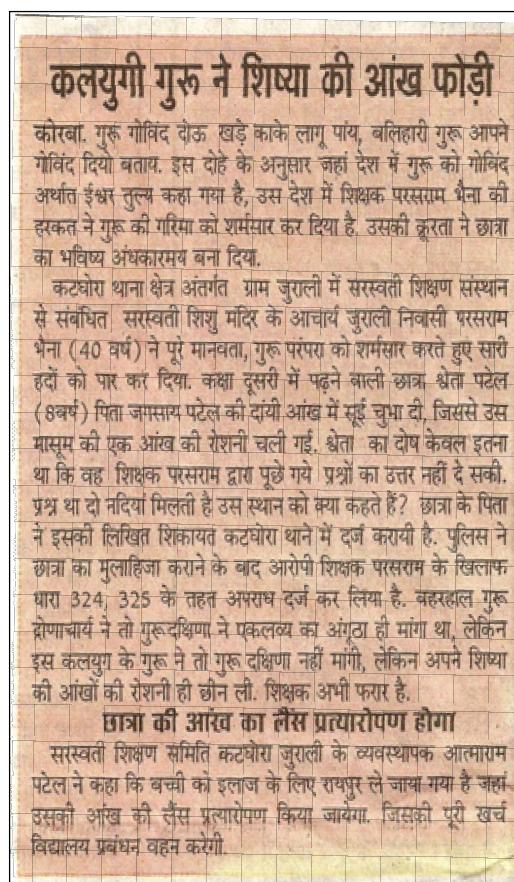 कलयुगी गुरू ने शिष्या की आंख फोड़ी
कोरबा. गुरू गोविंद दोऊ खड़े काके लागू पांय, बलिहारी गुरू आपने
गोविंद दियो बताय. इस दोहे के अनुसार जहां देश में गुरू को गोविंद
अर्थात ईश्वर तुल्य कहा गया है, उस देश में शिक्षक परसराम भैना की
हरकत ने गुरू की गरिमा को शर्मसार कर दिया है. उसकी क्रूरता ने छात्रा
का भविष्य अंधकारमय बना दिया.
कटघोरा थाना क्षेत्र अंतर्गत ग्राम जुराली में सरस्वती शिक्षण संस्थान
से संबंधित सरस्वती शिशु मंदिर के आचार्य जुराली निवासी परसराम
भैना (40 वर्ष) ने पूरे मानवता, गुरू परंपरा को शर्मसार करते हुए सारी
हदों को पार कर दिया. कक्षा दूसरी में पढ़ने वाली छात्रा श्वेता पटेल
(8वर्ष) पिता जगसाय पटेल की दांयी आंख में सूई चुभा दी. जिससे उस
मासूम की एक आंख की रोशनी चली गई. श्वेता का दोष केवल इतना
था कि वह शिक्षक परसराम द्वारा पूछे गये प्रश्नों का उत्तर नहीं दे सकी.
प्रश्न था दो नदियां मिलती है उस स्थान को क्या कहते हैं? छात्रा के पिता
ने इसकी लिखित शिकायत कटघोरा थाने में दर्ज करायी है. पुलिस ने
छात्रा का मुलाहिजा कराने के बाद आरोपी शिक्षक परसराम के खिलाफ
धारा 324, 325 के तहत अपराध दर्ज कर लिया है. बहरहाल गुरू
द्रोणाचार्य ने तो गुरूदक्षिणा ने एकलव्य का अंगूठा ही मांगा था, लेकिन
इस कलयुग के गुरू ने तो गुरू दक्षिणा नहीं मांगी, लेकिन अपने शिष्या
की आंखों की रोशनी ही छीन ली. शिक्षक अभी फरार है.
छात्रा की आंख का लैंस प्रत्यारोपण होगा
सरस्वती शिक्षण समिति कटघोरा जुराली के व्यवस्थापक आत्माराम
पटेल ने कहा कि बच्ची को इलाज के लिए रायपुर ले जाया गया है जहां
उसकी आंख की लैंस प्रत्यारोपण किया जायेगा. जिसकी पूरी खर्च
विद्यालय प्रबंधन वहन करेगी.